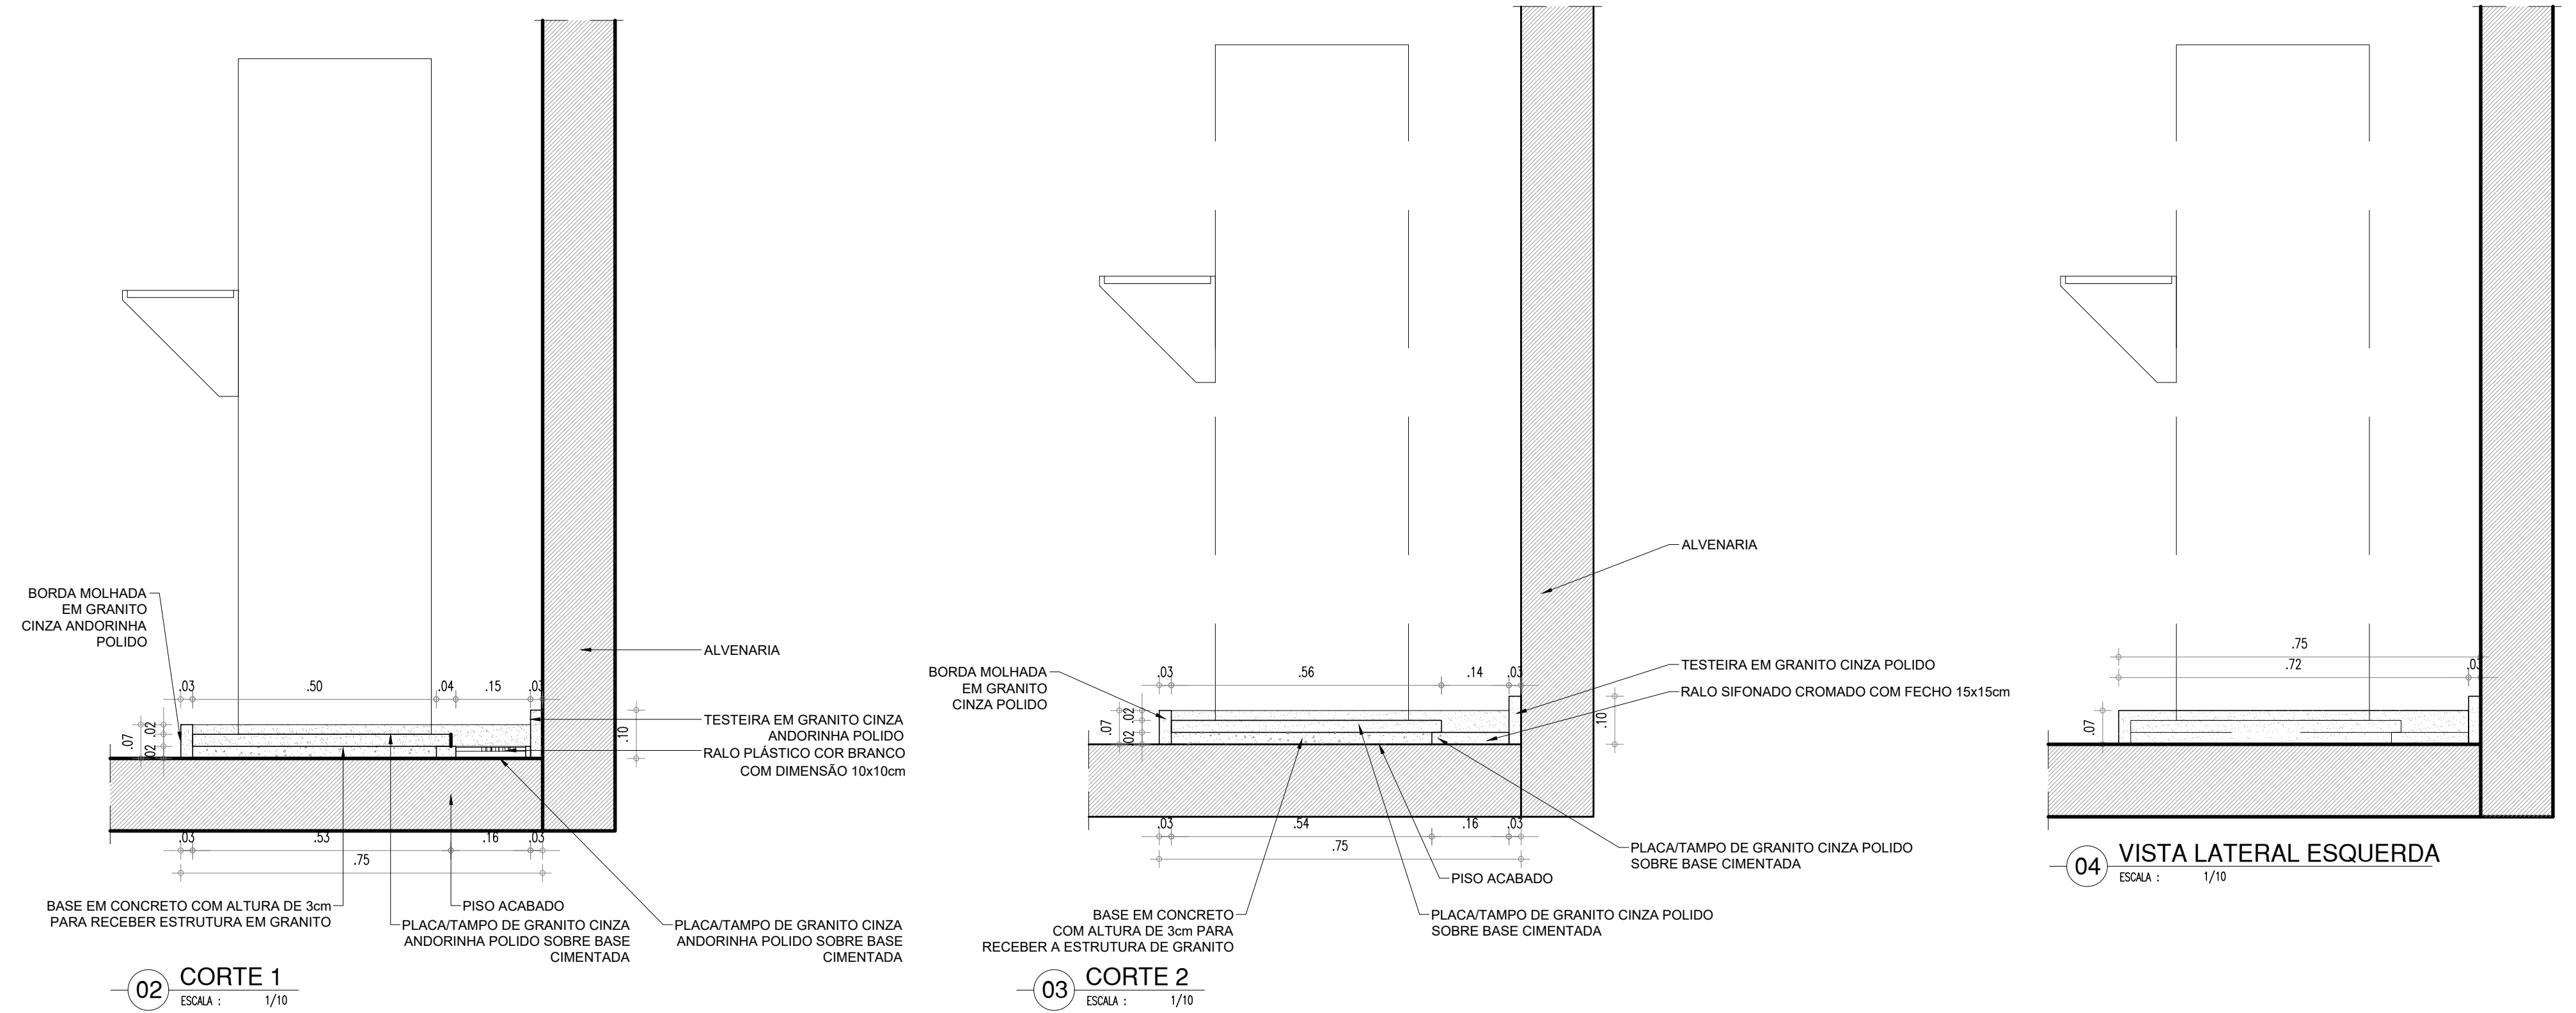 BORDA MOLHADA
EM GRANITO
CINZA ANDORINHA
POLIDO
ALVENARIA
.03
.50
.04
.15
.03
.07
.02
.02
.10
TESTEIRA EM GRANITO CINZA
ANDORINHA POLIDO
RALO PLÁSTICO COR BRANCO
COM DIMENSÃO 10x10cm
.03
.53
.16
.03
.75
BASE EM CONCRETO COM ALTURA DE 3cm
PARA RECEBER ESTRUTURA EM GRANITO
PISO ACABADO
PLACA/TAMPO DE GRANITO CINZA
ANDORINHA POLIDO SOBRE BASE
CIMENTADA
PLACA/TAMPO DE GRANITO CINZA
ANDORINHA POLIDO SOBRE BASE
CIMENTADA
02
CORTE 1
ESCALA : 1/10
ALVENARIA
BORDA MOLHADA
EM GRANITO
CINZA POLIDO
.03
.56
.14
.03
.07
.02
.02
.10
TESTEIRA EM GRANITO CINZA POLIDO
RALO SIFONADO CROMADO COM FECHO 15x15cm
.03
.54
.16
.03
.75
PLACA/TAMPO DE GRANITO CINZA POLIDO
SOBRE BASE CIMENTADA
PISO ACABADO
BASE EM CONCRETO
COM ALTURA DE 3cm PARA
RECEBER A ESTRUTURA DE GRANITO
PLACA/TAMPO DE GRANITO CINZA POLIDO
SOBRE BASE CIMENTADA
03
CORTE 2
ESCALA : 1/10
.75
.72
.03
.07
04
VISTA LATERAL ESQUERDA
ESCALA : 1/10